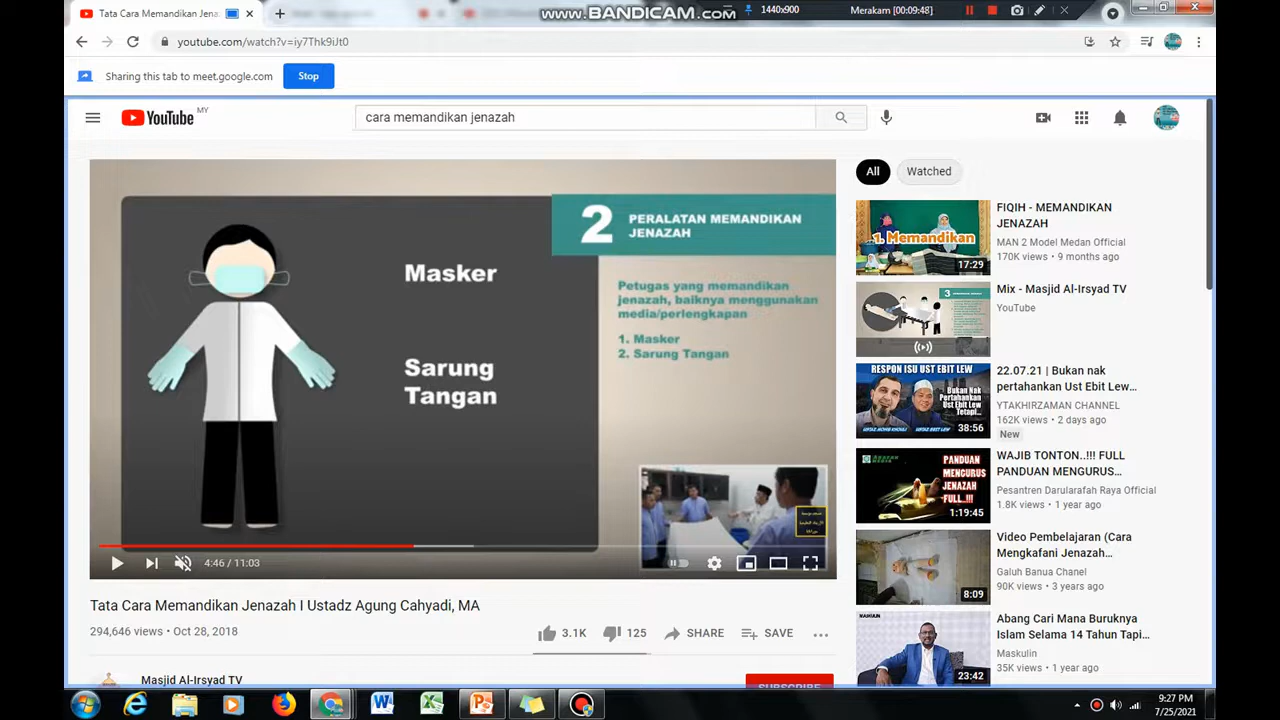 Tata Cara Memandikan Jena
www.BANDICAM.com
1440x900
Merakam [00:09:48]
youtube.com/watch?v=iy7Thk9iJt0
Sharing this tab to meet.google.com
Stop
YouTube
MY
cara memandikan jenazah
2
PERALATAN MEMANDIKAN
JENAZAH
Masker
Sarung
Tangan
Petugas yang memandikan
jenazah, baiknya menggunakan
media/perlengkapan
1. Masker
2. Sarung Tangan
4:46 / 11:03
Tata Cara Memandikan Jenazah I Ustadz Agung Cahyadi, MA
294,646 views • Oct 28, 2018
3.1K
125
SHARE
SAVE
Masjid Al-Irsyad TV
SUBSCRIBE
All
Watched
1. Memandikan
17:29
FIQIH - MEMANDIKAN
JENAZAH
MAN 2 Model Medan Official
170K views • 9 months ago
3
Mix - Masjid Al-Irsyad TV
YouTube
RESPON ISU UST EBIT LEW
Bukan Nak
Pertahankan
Ust Ebit Lew
Tetapi...
38:56
22.07.21 | Bukan nak
pertahankan Ust Ebit Lew...
YTAKHIRZAMAN CHANNEL
162K views • 2 days ago
New
PANDUAN
MENGURUS
JENAZAH
FULL..!!!
1:19:45
WAJIB TONTON..!!! FULL
PANDUAN MENGURUS...
Pesantren Darularafah Raya Official
1.8K views • 1 year ago
8:09
Video Pembelajaran (Cara
Mengkafani Jenazah...
Galuh Banua Chanel
90K views • 3 years ago
23:42
Abang Cari Mana Buruknya
Islam Selama 14 Tahun Tapi...
Maskulin
35K views • 1 year ago
9:27 PM
7/25/2021